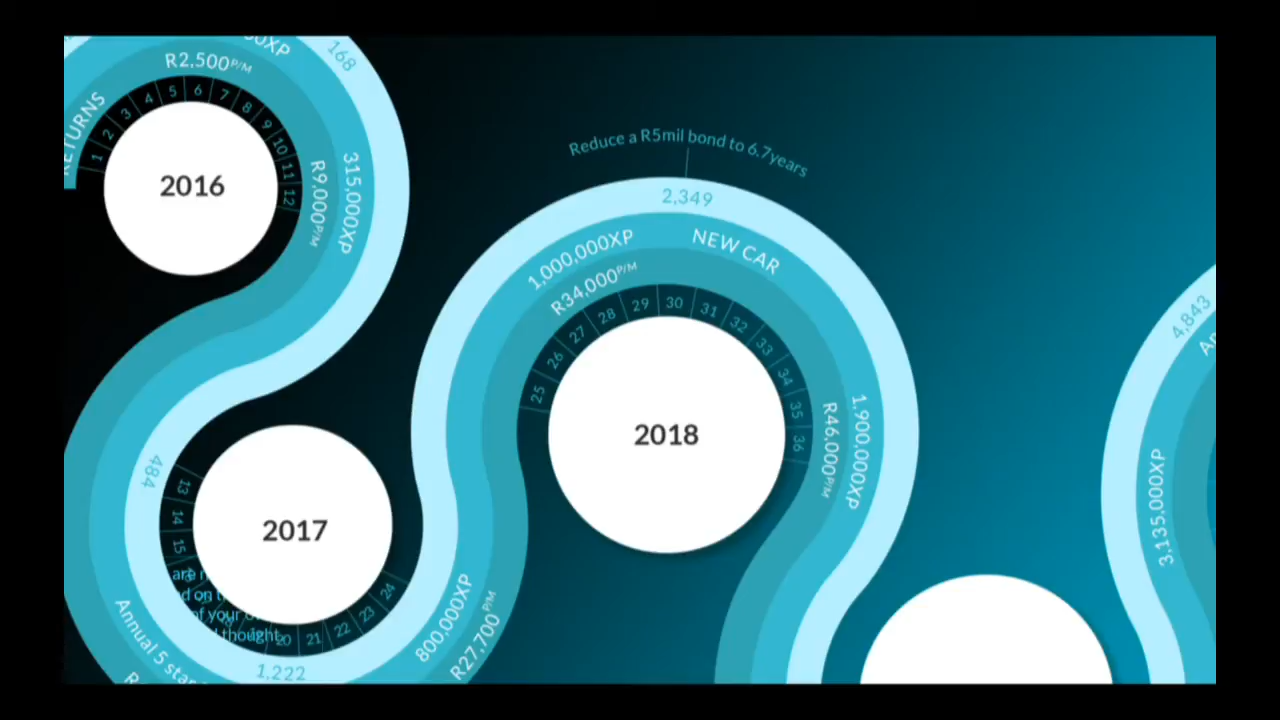 RETURNS
R2,500P/M
168
1 2 3 4 5 6 7 8 9 10 11 12
2016
R9,000P/M
315,000XP
484
13 14 15
2017
20 21 22 23 24
Annual 5 star
1,222
800,000XP
R27,700P/M
Reduce a R5mil bond to 6.7years
2,349
1,000,000XP
NEW CAR
R34,000P/M
25 26 27 28 29 30 31 32 33 34 35 36
2018
R46,000P/M
1,900,000XP
4,843
3,135,000XP
of your
thought